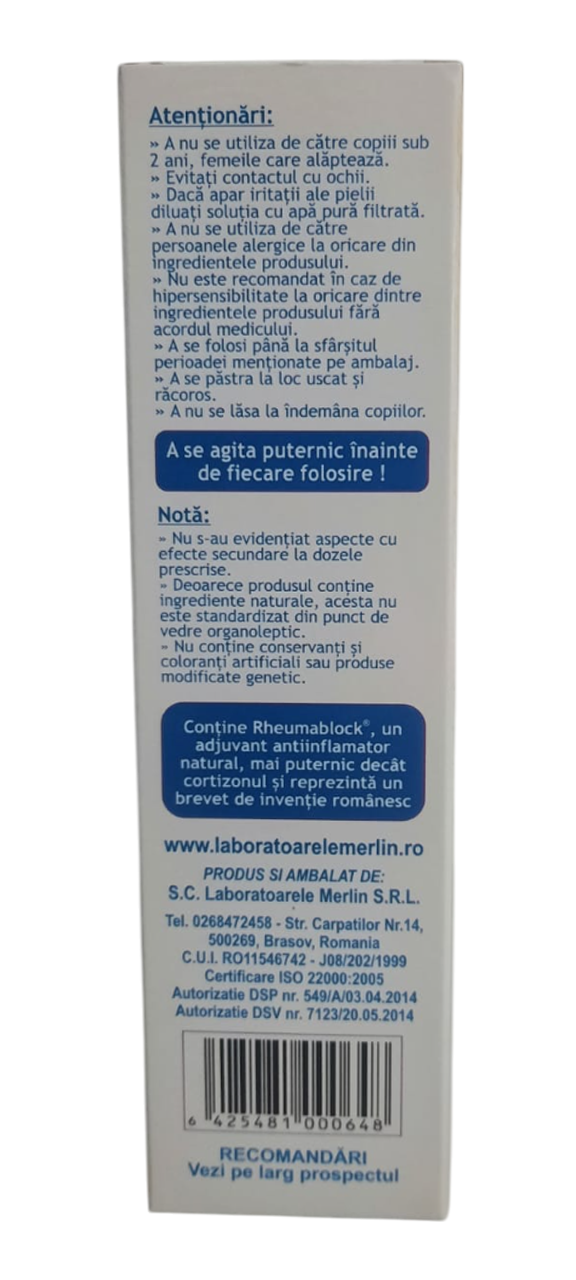 Atenționări:
» A nu se utiliza de către copiii sub
2 ani, femeile care alăptează.
» Evitați contactul cu ochii.
» Dacă apar iritații ale pielii
diluați soluția cu apă pură filtrată.
» A nu se utiliza de către
persoanele alergice la oricare din
ingredientele produsului.
» Nu este recomandat în caz de
hipersensibilitate la oricare dintre
ingredientele produsului fără
acordul medicului.
» A se folosi până la sfârșitul
perioadei menționate pe ambalaj.
» A se păstra la loc uscat și
răcoros.
» A nu se lăsa la îndemâna copiilor.
A se agita puternic înainte
de fiecare folosire !
Notă:
» Nu s-au evidențiat aspecte cu
efecte secundare la dozele
prescrise.
» Deoarece produsul conține
ingrediente naturale, acesta nu
este standardizat din punct de
vedre organoleptic.
» Nu conține conservanți și
coloranți artificiali sau produse
modificate genetic.
Conține Rheumablock®, un
adjuvant antiinflamator
natural, mai puternic decât
cortizonul și reprezintă un
brevet de invenție românesc
www.laboratoarelemerlin.ro
PRODUS SI AMBALAT DE:
S.C. Laboratoarele Merlin S.R.L.
Tel. 0268472458 - Str. Carpatilor Nr.14,
500269, Brasov, Romania
C.U.I. RO11546742 - J08/202/1999
Certificare ISO 22000:2005
Autorizatie DSP nr. 549/A/03.04.2014
Autorizatie DSV nr. 7123/20.05.2014
6 425481 000648
RECOMANDĂRI
Vezi pe larg prospectul